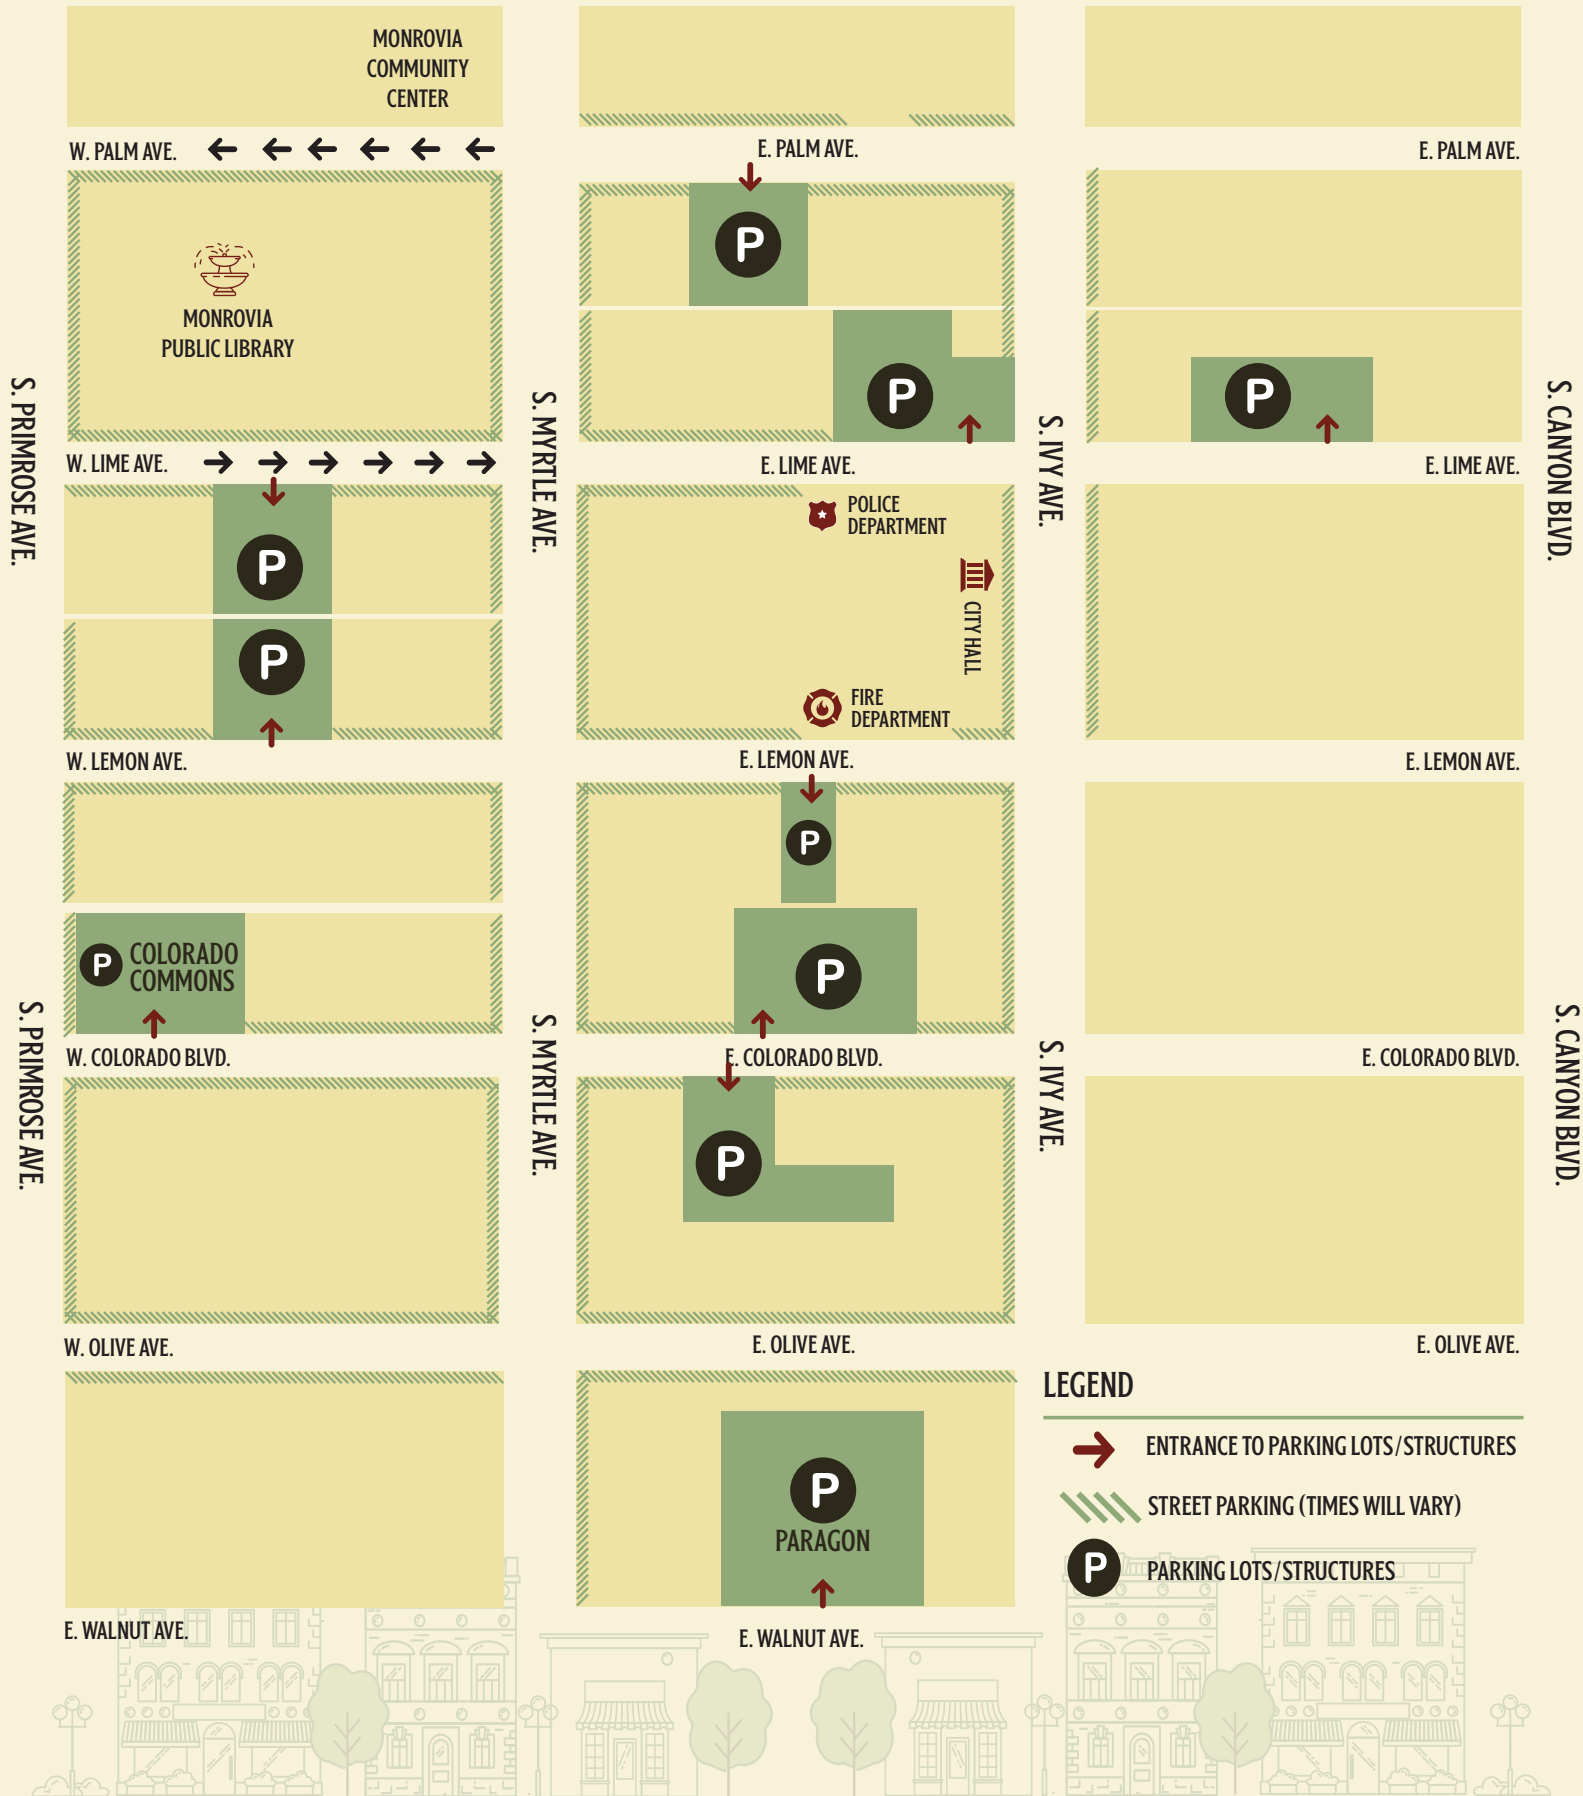 MONROVIA
COMMUNITY
CENTER
W. PALM AVE.
E. PALM AVE.
E. PALM AVE.
P
MONROVIA
PUBLIC LIBRARY
P
P
S. PRIMROSE AVE.
S. MYRTLE AVE.
S. IVY AVE.
S. CANYON BLVD.
W. LIME AVE.
E. LIME AVE.
E. LIME AVE.
P
P
POLICE
DEPARTMENT
CITY HALL
FIRE
DEPARTMENT
W. LEMON AVE.
E. LEMON AVE.
E. LEMON AVE.
P
P
COLORADO
COMMONS
P
S. PRIMROSE AVE.
S. MYRTLE AVE.
S. IVY AVE.
S. CANYON BLVD.
W. COLORADO BLVD.
E. COLORADO BLVD.
E. COLORADO BLVD.
P
W. OLIVE AVE.
E. OLIVE AVE.
E. OLIVE AVE.
P
PARAGON
E. WALNUT AVE.
E. WALNUT AVE.
LEGEND
ENTRANCE TO PARKING LOTS/STRUCTURES
STREET PARKING (TIMES WILL VARY)
P PARKING LOTS/STRUCTURES